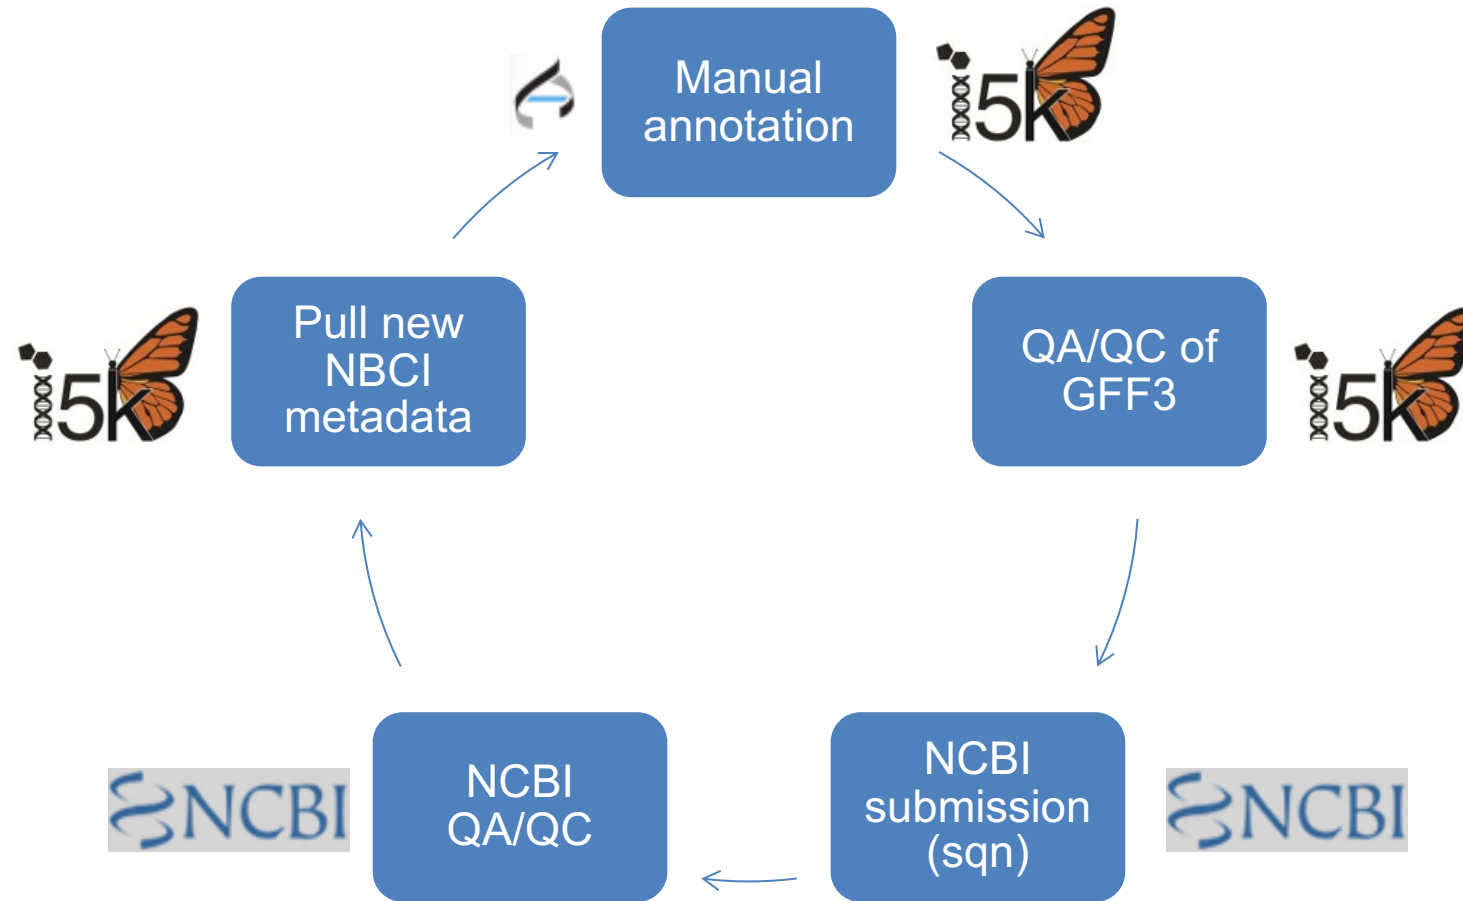 Manual
annotation
i5k
QA/QC of
GFF3
i5k
NCBI
submission
(sqn)
NCBI
NCBI
QA/QC
NCBI
Pull new
NBCI
metadata
i5k